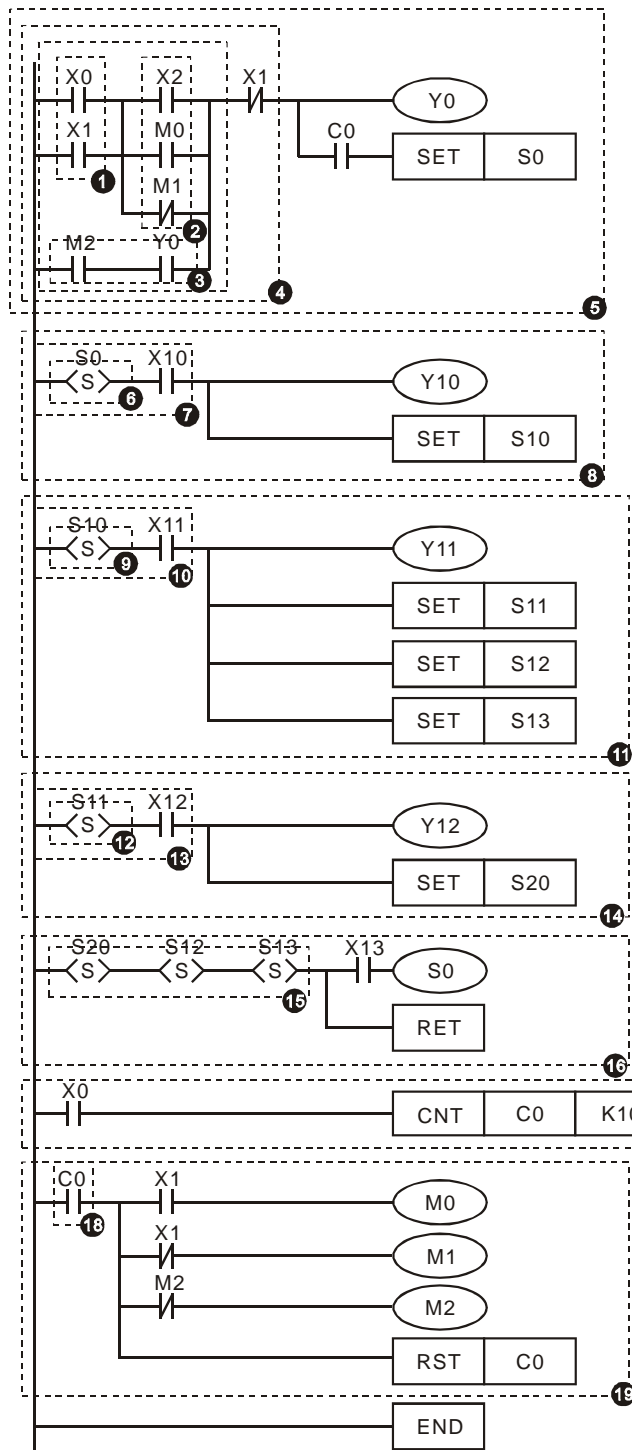 X0 X2 X1
Y0
X1 M0 C0
SET S0
1
M1
2
M2 Y0
3
4
5
S0 X10
S Y10
6
7
SET S10
8
S10 X11
S Y11
9
10
SET S11
SET S12
SET S13
11
S11 X12
S Y12
12
13
SET S20
14
S20 S12 S13 X13
S S S S0
15
RET
16
X0
CNT C0
C0 X1
M0
18
X1
M1
M2
M2
RST C0
19
END